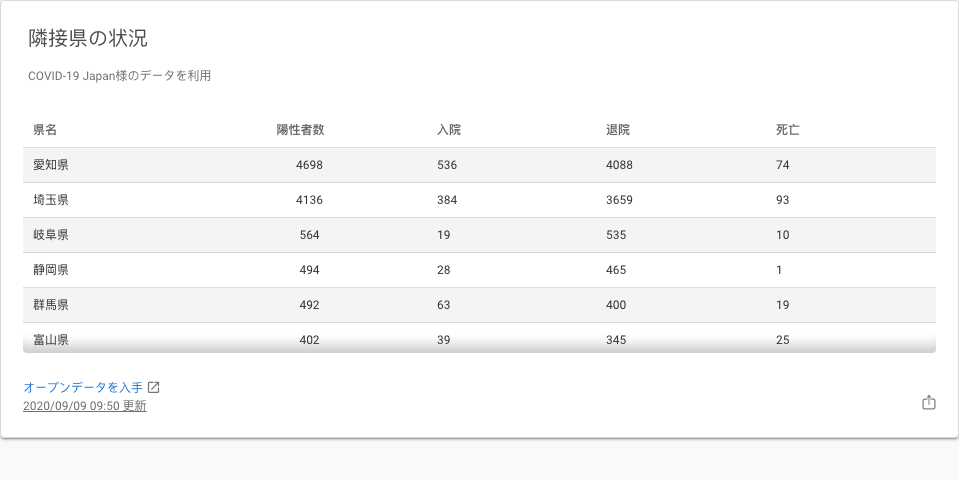 隣接県の状況
COVID-19 Japan様のデータを利用
県名 陽性者数 入院 退院 死亡
愛知県 4698 536 4088 74
埼玉県 4136 384 3659 93
岐阜県 564 19 535 10
静岡県 494 28 465 1
群馬県 492 63 400 19
富山県 402 39 345 25
オープンデータを入手
2020/09/09 09:50 更新